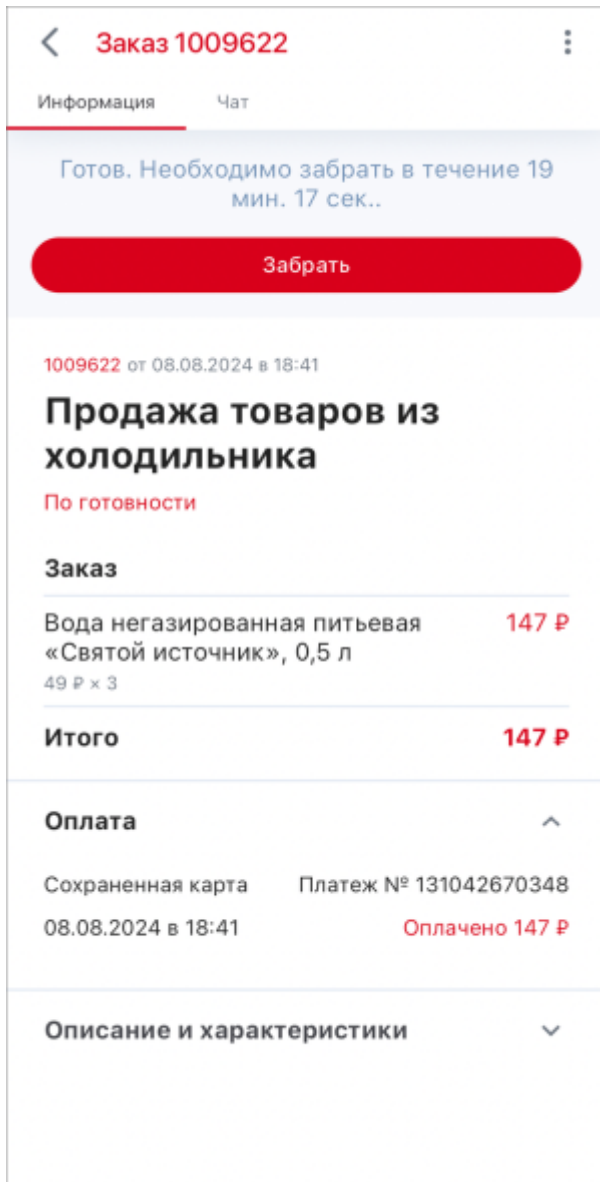 Заказ 1009622
Информация Чат
Готов. Необходимо забрать в течение 19
мин. 17 сек..
Забрать
1009622 от 08.08.2024 в 18:41
Продажа товаров из
холодильника
По готовности
Заказ
Вода негазированная питьевая 147 ₽
«Святой источник», 0,5 л
49 ₽ × 3
Итого 147 ₽
Оплата
Сохраненная карта Платеж № 131042670348
08.08.2024 в 18:41 Оплачено 147 ₽
Описание и характеристики